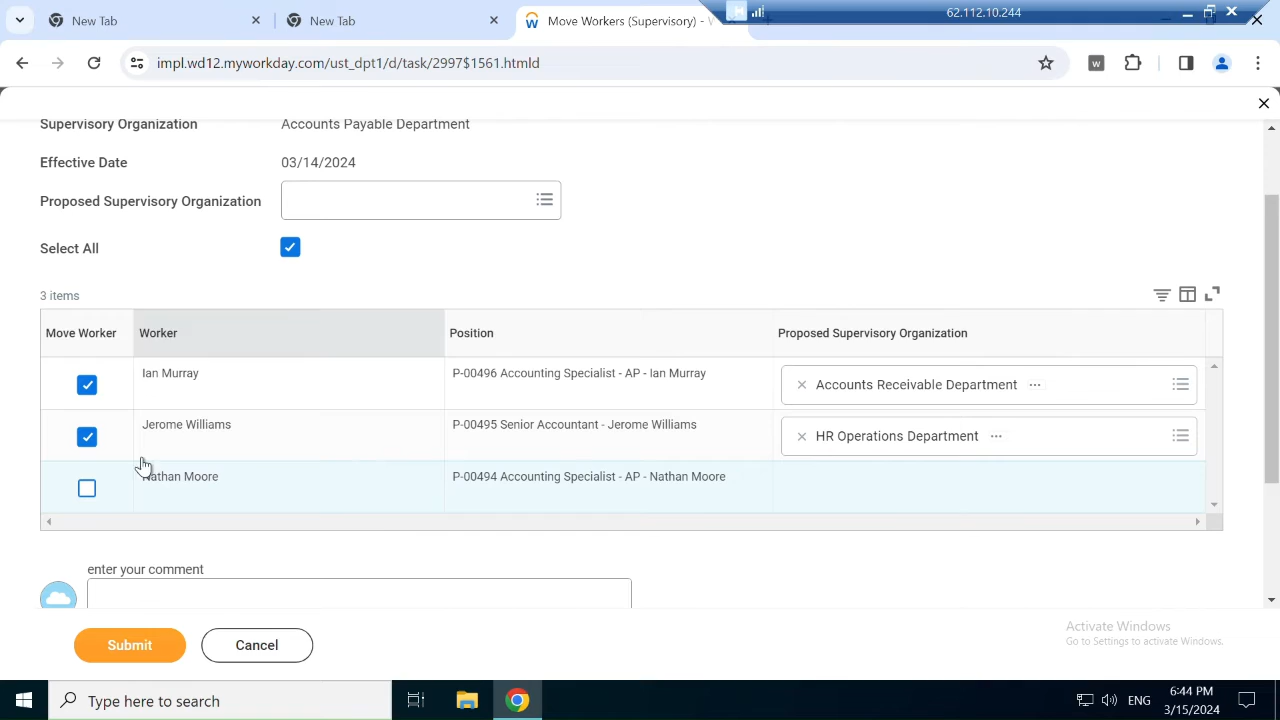 New Tab
New Tab
Move Workers (Supervisory) -
62.112.10.244
impl.wd12.myworkday.com/ust_dpt1/d/task/2997$1561.htmld
Supervisory Organization Accounts Payable Department
Effective Date 03/14/2024
Proposed Supervisory Organization
Select All
3 items
Move Worker Worker Position Proposed Supervisory Organization
Ian Murray P-00496 Accounting Specialist - AP - Ian Murray Accounts Receivable Department
Jerome Williams P-00495 Senior Accountant - Jerome Williams HR Operations Department
Nathan Moore P-00494 Accounting Specialist - AP - Nathan Moore
enter your comment
Submit Cancel
Activate Windows
Go to Settings to activate Windows.
Type here to search
ENG
6:44 PM
3/15/2024